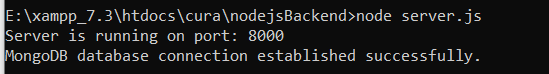 E:\xampp_7.3\htdocs\cura\nodejsBackend>node server.js
Server is running on port: 8000
MongoDB database connection established successfully.